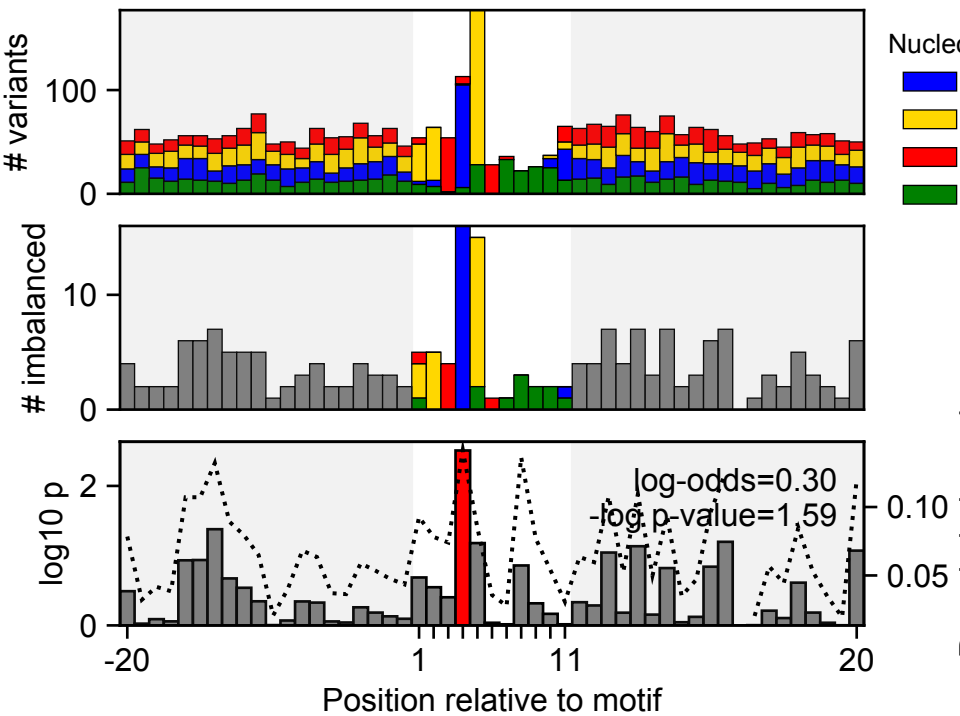 # variants
100
0
Nucleo
# imbalanced
10
0
log10 p
2
0
log-odds=0.30
-log p-value=1.59
0.10
0.05
-20
1
11
20
Position relative to motif